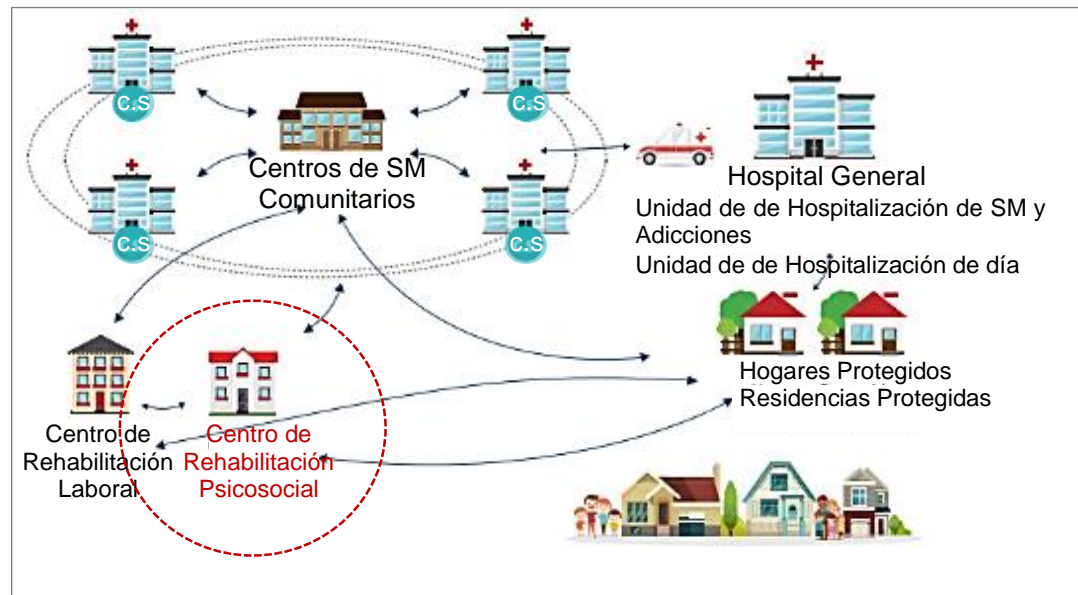 C.S
C.S
Centros de SM
Comunitarios
C.S
C.S
Hospital General
Unidad de de Hospitalización de SM y
Adicciones
Unidad de de Hospitalización de día
Hogares Protegidos
Residencias Protegidas
Centro de
Rehabilitación
Laboral
Centro de
Rehabilitación
Psicosocial